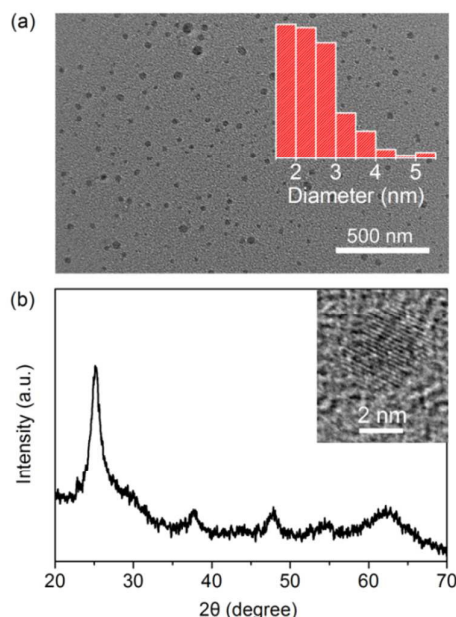 (a)
2 3 4 5
Diameter (nm)
500 nm
(b)
Intensity (a.u.)
2 nm
20 30 40 50 60 70
2θ (degree)